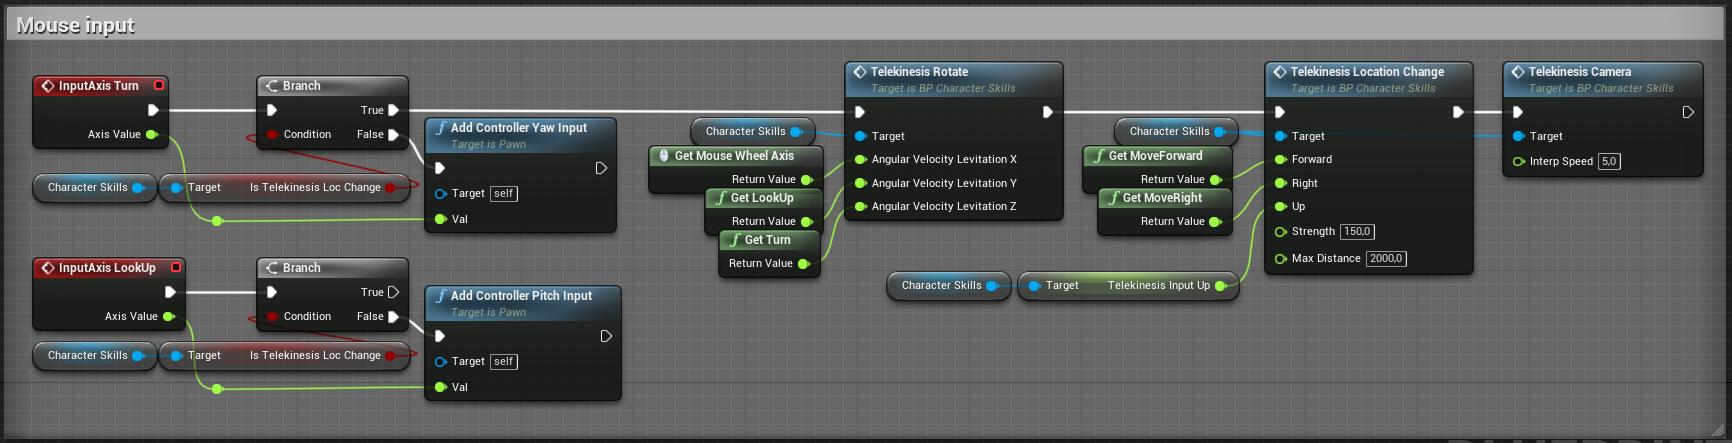 Mouse input
InputAxis Turn
Axis Value
Character Skills
Target
Is Telekinesis Loc Change
Branch
True
Condition
False
Add Controller Yaw Input
Target is Pawn
Target self
Val
InputAxis LookUp
Axis Value
Character Skills
Target
Is Telekinesis Loc Change
Branch
True
Condition
False
Add Controller Pitch Input
Target is Pawn
Target self
Val
Character Skills
Get Mouse Wheel Axis
Return Value
Get LookUp
Return Value
Get Turn
Return Value
Telekinesis Rotate
Target is BP Character Skills
Target
Angular Velocity Levitation X
Angular Velocity Levitation Y
Angular Velocity Levitation Z
Character Skills
Get MoveForward
Return Value
Get MoveRight
Return Value
Character Skills
Target
Telekinesis Input Up
Telekinesis Location Change
Target is BP Character Skills
Target
Forward
Right
Up
Strength 150,0
Max Distance 2000,0
Telekinesis Camera
Target is BP Character Skills
Target
Interp Speed 5,0